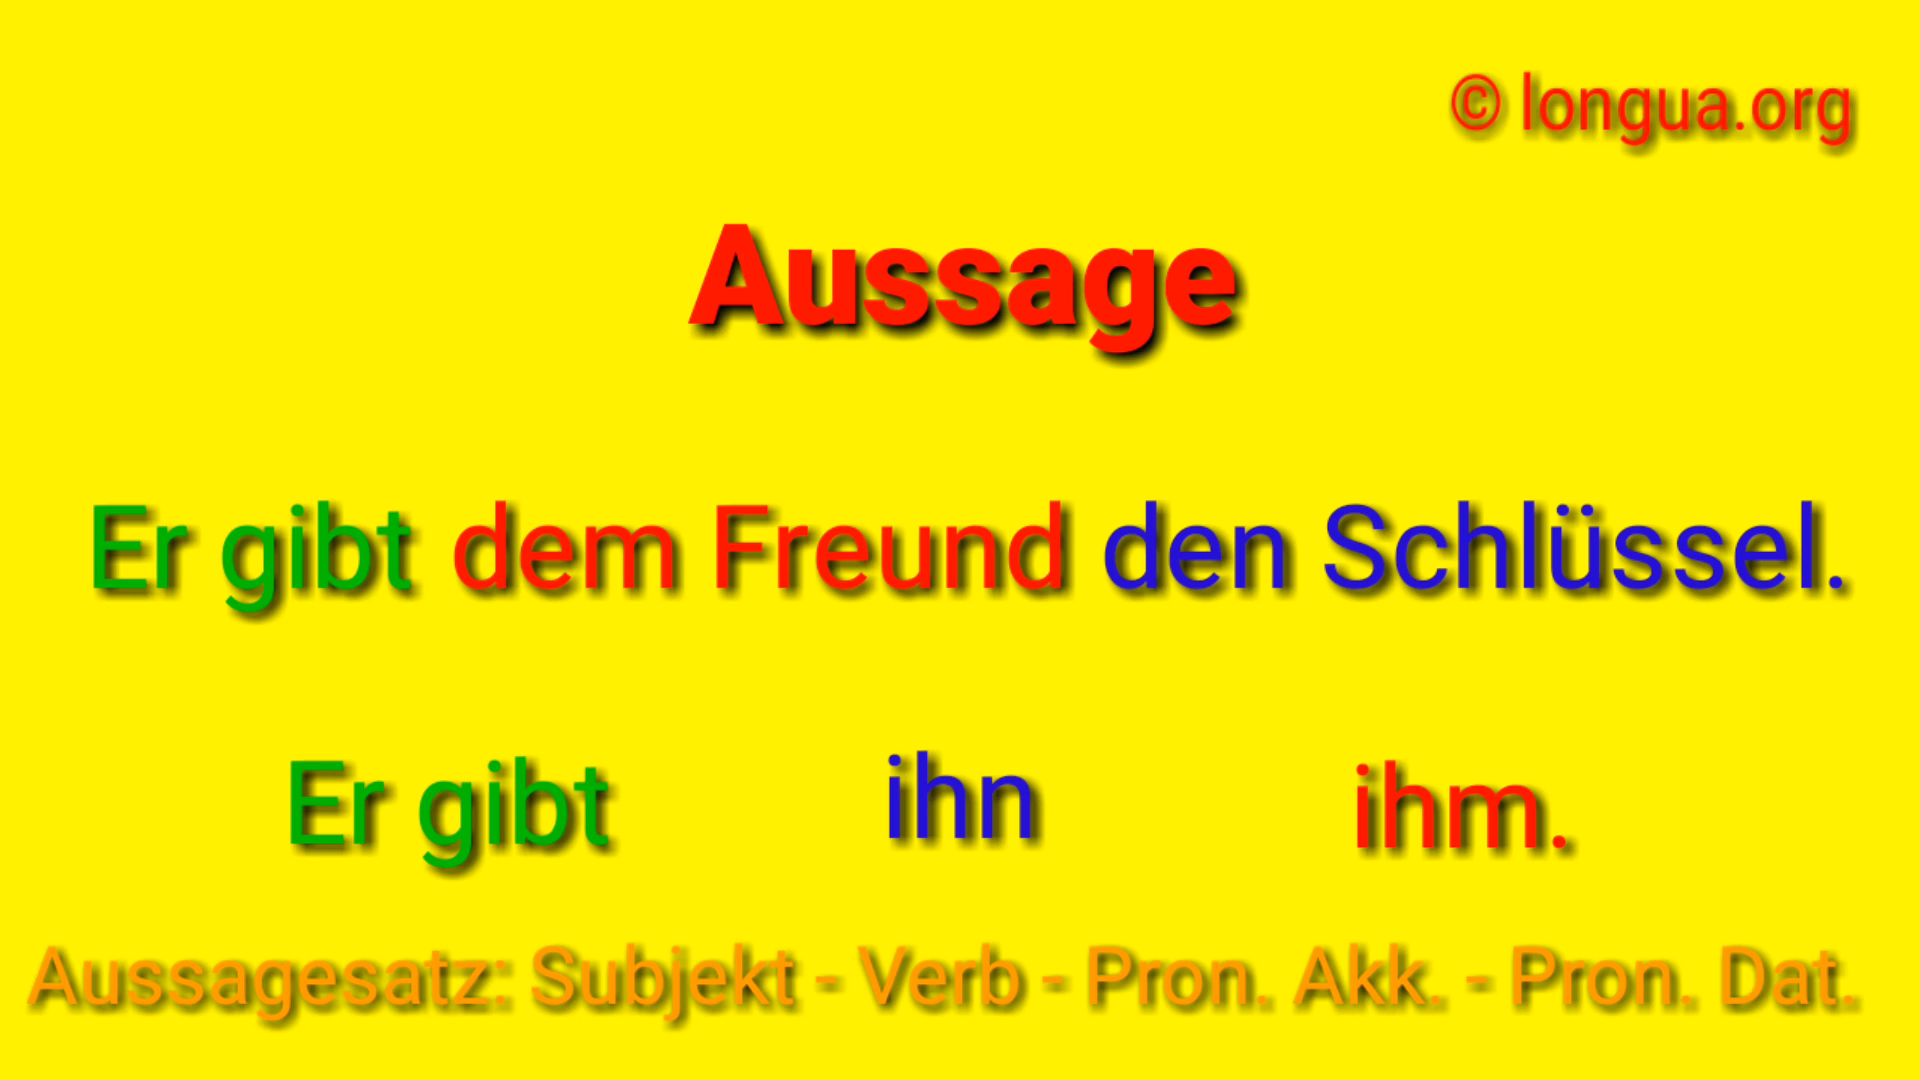 © longua.org
Aussage
Er gibt dem Freund den Schlüssel.
Er gibt ihn ihm.
Aussagesatz: Subjekt - Verb - Pron. Akk. - Pron. Dat.